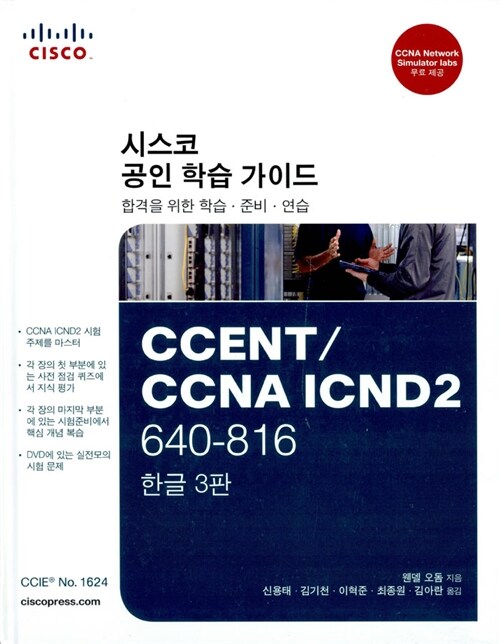 CISCO
CCNA Network
Simulator labs
무료 제공
시스코
공인 학습 가이드
합격을 위한 학습 · 준비 · 연습
• CCNA ICND2 시험
주제를 마스터
• 각 장의 첫 부분에 있
는 사전 점검 퀴즈에
서 지식 평가
• 각 장의 마지막 부분
에 있는 시험준비에서
핵심 개념 복습
• DVD에 있는 실전모의
시험 문제
CCENT/
CCNA ICND2
640-816
한글 3판
CCIE® No. 1624
ciscopress.com
웬델 오돔 지음
신용태 · 김기천 · 이혁준 · 최종원 · 김아란 옮김